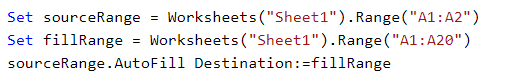 Set sourceRange = Worksheets("Sheet1").Range("A1:A2")
Set fillRange = Worksheets("Sheet1").Range("A1:A20")
sourceRange.AutoFill Destination:=fillRange